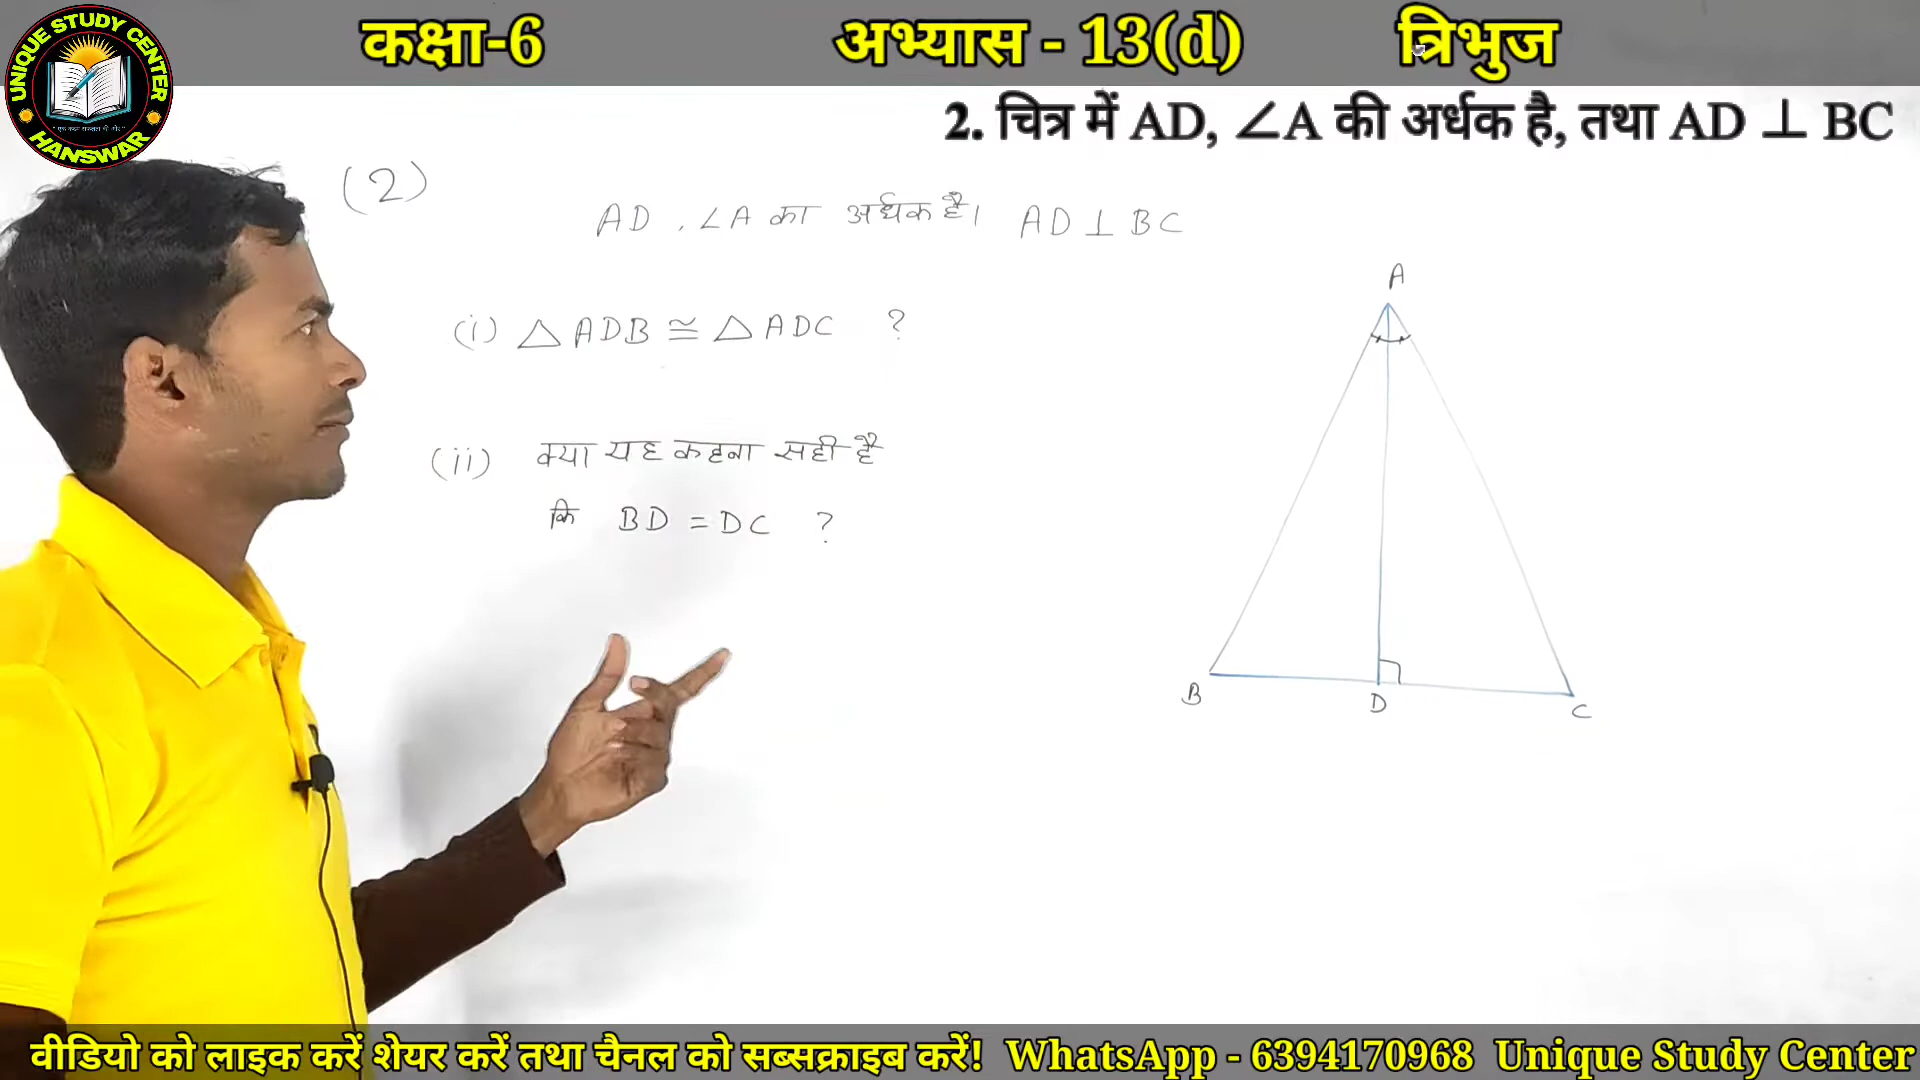 UNIQUE STUDY CENTER
HANSWAR
कक्षा-6 अभ्यास - 13(d) त्रिभुज
2. चित्र में AD, ∠A की अर्धक है, तथा AD ⊥ BC
(2)
AD , ∠A का अर्धक है। AD ⊥ BC
(i) △ ADB ≅ △ ADC ?
(ii) क्या यह कहना सही है
कि BD = DC ?
A
B D C
वीडियो को लाइक करें शेयर करें तथा चैनल को सब्सक्राइब करें! WhatsApp - 6394170968 Unique Study Center